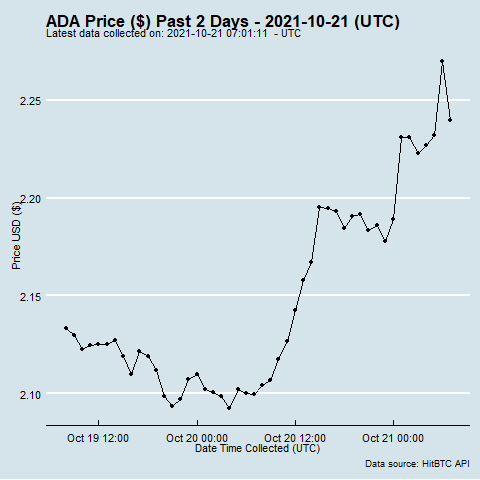 ADA Price ($) Past 2 Days - 2021-10-21 (UTC)
Latest data collected on: 2021-10-21 07:01:11 - UTC
2.25
2.20
2.15
2.10
Price USD ($)
Oct 19 12:00
Oct 20 00:00
Oct 20 12:00
Oct 21 00:00
Date Time Collected (UTC)
Data source: HitBTC API